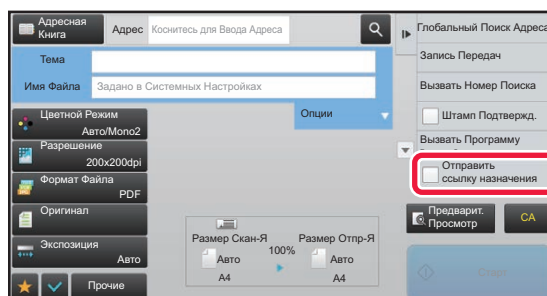 Адресная
Книга
Адрес
Коснитесь для Ввода Адреса
Глобальный Поиск Адреса
Тема
Запись Передач
Имя Файла
Задано в Системных Настройках
Вызвать Номер Поиска
Опции
Цветной Режим
Авто/Mono2
Штамп Подтвержд.
Разрешение
200x200dpi
Вызвать Программу
Отправить
ссылку назначения
Формат Файла
PDF
Оригинал
Предварит.
Просмотр
CA
Размер Скан-Я
100%
Размер Отпр-Я
Экспозиция
Авто
Авто
Авто
A4
A4
Прочие
Старт